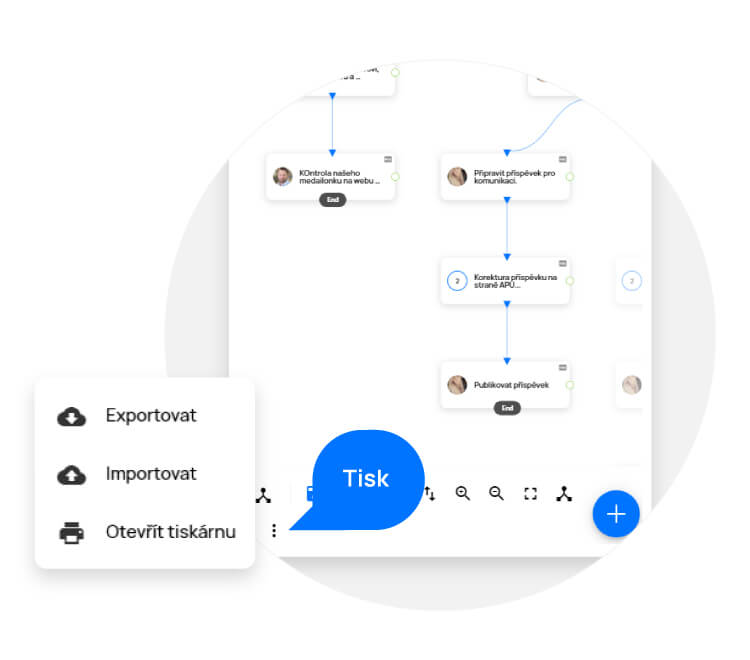 KOntrola našeho
medailonku na webu ...
End
Připravit příspěvek pro
komunikaci.
2
Korektura příspěvku na
straně APÚ...
2
Publikovat příspěvek
End
Exportovat
Importovat
Otevřít tiskárnu
Tisk